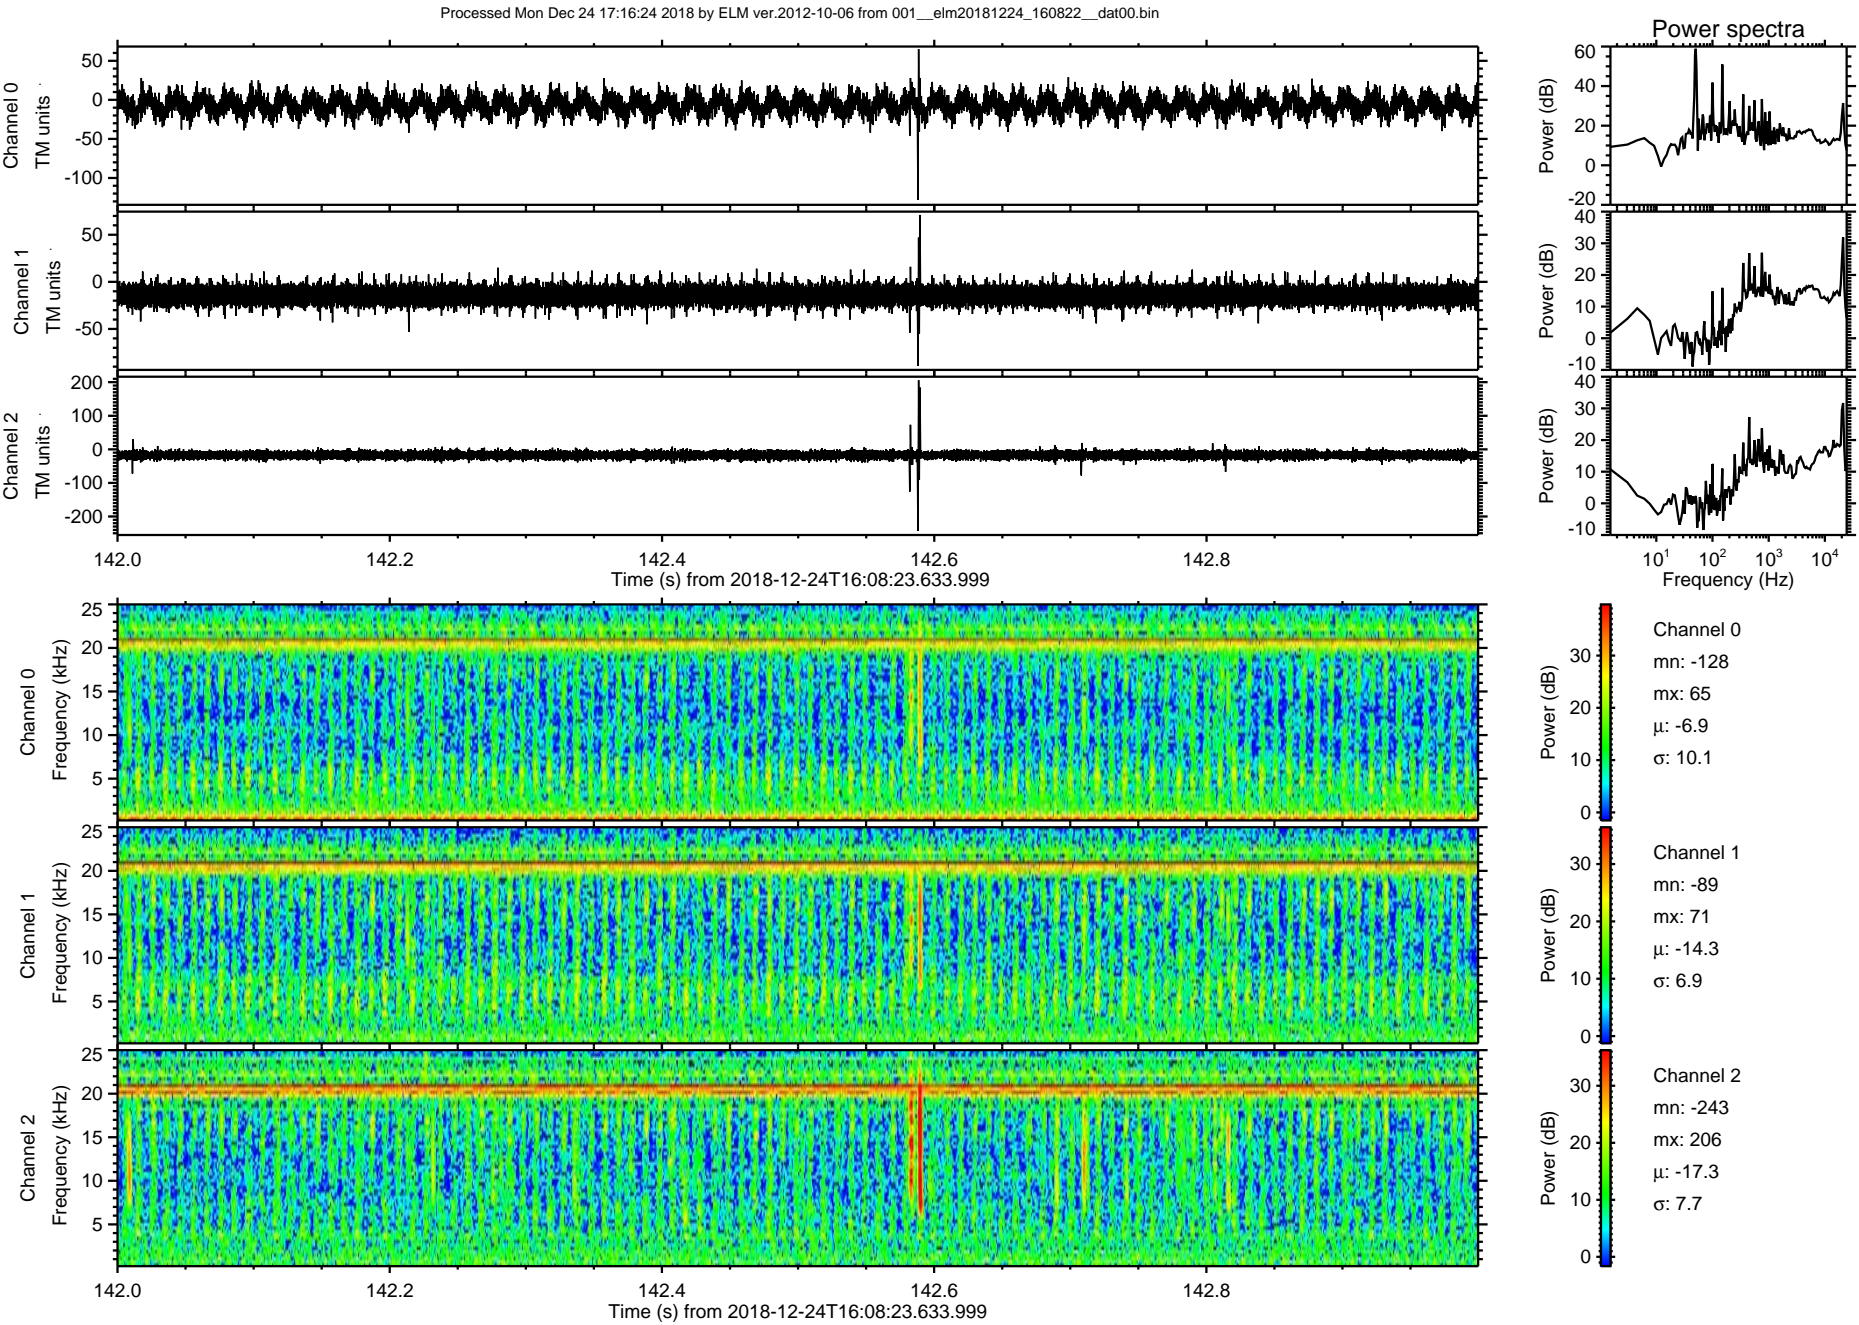 Processed Mon Dec 24 17:16:24 2018 by ELM ver.2012-10-06 from 001__elm20181224_160822__dat00.bin
Power spectra
Channel 0
TM units
50
0
-50
-100
Power (dB)
60
40
20
0
-20
Channel 1
TM units
50
0
-50
Power (dB)
40
30
20
10
0
-10
Channel 2
TM units
200
100
0
-100
-200
Power (dB)
40
30
20
10
0
-10
142.0 142.2 142.4 142.6 142.8
Time (s) from 2018-12-24T16:08:23.633.999
10¹ 10² 10³ 10⁴
Frequency (Hz)
Channel 0
Frequency (kHz)
25
20
15
10
5
Power (dB)
30
20
10
0
Channel 0
mn: -128
mx: 65
μ: -6.9
σ: 10.1
Channel 1
Frequency (kHz)
25
20
15
10
5
Power (dB)
30
20
10
0
Channel 1
mn: -89
mx: 71
μ: -14.3
σ: 6.9
Channel 2
Frequency (kHz)
25
20
15
10
5
Power (dB)
30
20
10
0
Channel 2
mn: -243
mx: 206
μ: -17.3
σ: 7.7
142.0 142.2 142.4 142.6 142.8
Time (s) from 2018-12-24T16:08:23.633.999